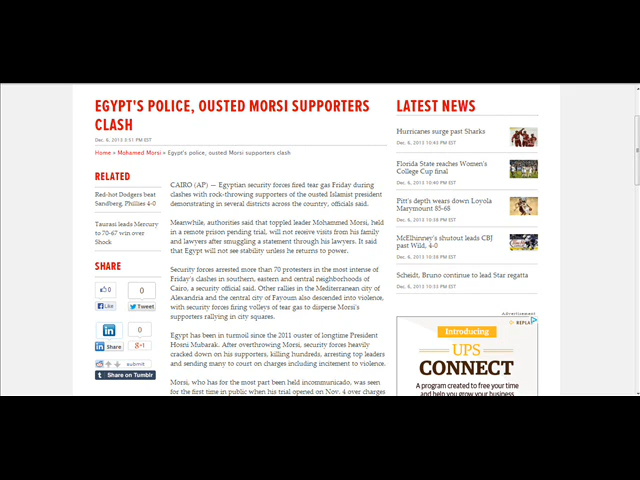 EGYPT'S POLICE, OUSTED MORSI SUPPORTERS
CLASH
Dec. 6, 2013 3:51 PM EST
Home » Mohamed Morsi » Egypt's police, ousted Morsi supporters clash
RELATED
Red-hot Dodgers beat
Sandberg, Phillies 4-0
Taurasi leads Mercury
to 70-67 win over
Shock
SHARE
0
0
Like
Tweet
0
Share
+1
submit
Share on Tumblr
CAIRO (AP) — Egyptian security forces fired tear gas Friday during
clashes with rock-throwing supporters of the ousted Islamist president
demonstrating in several districts across the country, officials said.
Meanwhile, authorities said that toppled leader Mohammed Morsi, held
in a remote prison pending trial, will not receive visits from his family
and lawyers after smuggling a statement through his lawyers. It said
that Egypt will not see stability unless he returns to power.
Security forces arrested more than 70 protesters in the most intense of
Friday's clashes in southern, eastern and central neighborhoods of
Cairo, a security official said. Other rallies in the Mediterranean city of
Alexandria and the central city of Fayoum also descended into violence,
with security forces firing volleys of tear gas to disperse Morsi's
supporters rallying in city squares.
Egypt has been in turmoil since the 2011 ouster of longtime President
Hosni Mubarak. After overthrowing Morsi, security forces heavily
cracked down on his supporters, killing hundreds, arresting top leaders
and sending many to court on charges including incitement to violence.
Morsi, who has for the most part been held incommunicado, was seen
for the first time in public when his trial opened on Nov. 4 over charges
LATEST NEWS
Hurricanes surge past Sharks
Dec. 6, 2013 10:40 PM EST
Florida State reaches Women's
College Cup final
Dec. 6, 2013 10:40 PM EST
Pitt's depth wears down Loyola
Marymount 85-68
Dec. 6, 2013 10:38 PM EST
McElhinney's shutout leads CBJ
past Wild, 4-0
Dec. 6, 2013 10:38 PM EST
Scheidt, Bruno continue to lead Star regatta
Dec. 6, 2013 10:33 PM EST
Advertisement
Introducing
UPS
CONNECT
A program created to free your time
and help you grow your business